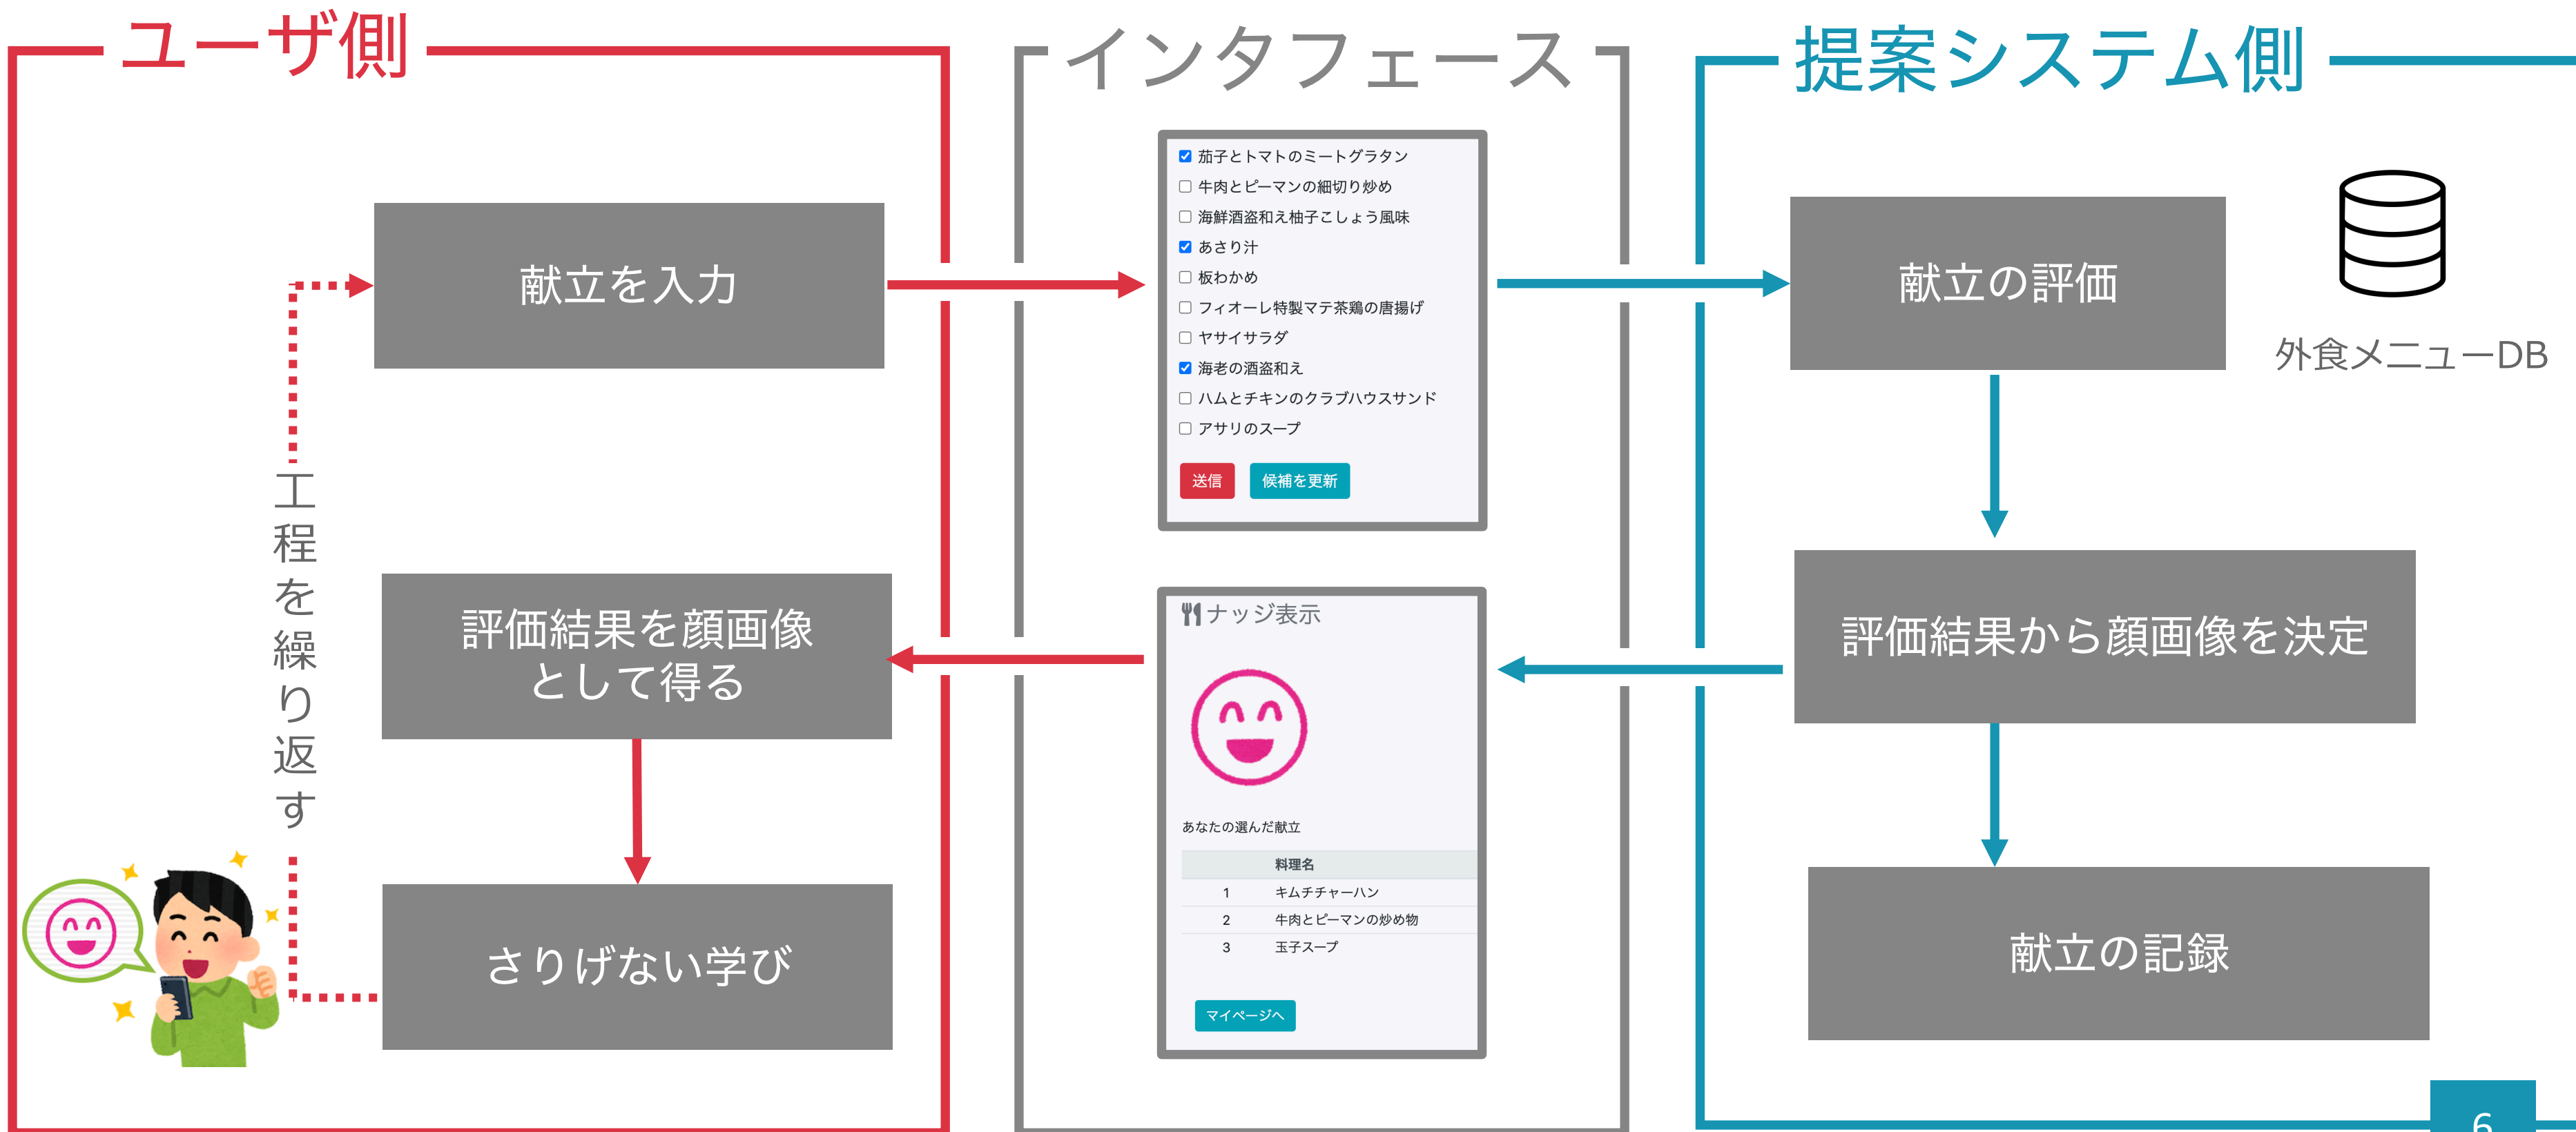 ユーザ側
献立を入力
工程を繰り返す
評価結果を顔画像
として得る
さりげない学び
インタフェース
茄子とトマトのミートグラタン
牛肉とピーマンの細切り炒め
海鮮酒盗和え柚子こしょう風味
あさり汁
板わかめ
フィオーレ特製マテ茶鶏の唐揚げ
ヤサイサラダ
海老の酒盗和え
ハムとチキンのクラブハウスサンド
アサリのスープ
送信 候補を更新
ナッジ表示
あなたの選んだ献立
料理名
1 キムチチャーハン
2 牛肉とピーマンの炒め物
3 玉子スープ
マイページへ
提案システム側
献立の評価
外食メニューDB
評価結果から顔画像を決定
献立の記録
6